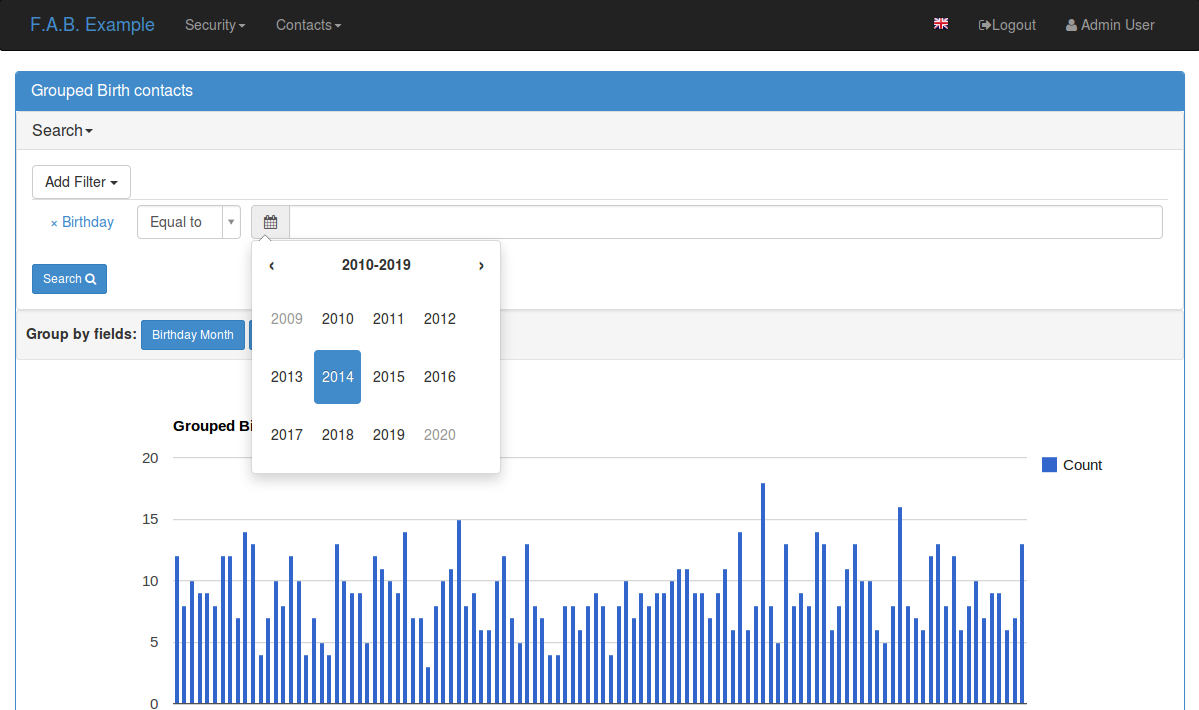 F.A.B. Example Security Contacts Logout Admin User
Grouped Birth contacts
Search
Add Filter
× Birthday Equal to
‹ 2010-2019 ›
Search
2009 2010 2011 2012
Group by fields: Birthday Month
2013 2014 2015 2016
Grouped Bi
2017 2018 2019 2020
20
Count
15
10
5
0